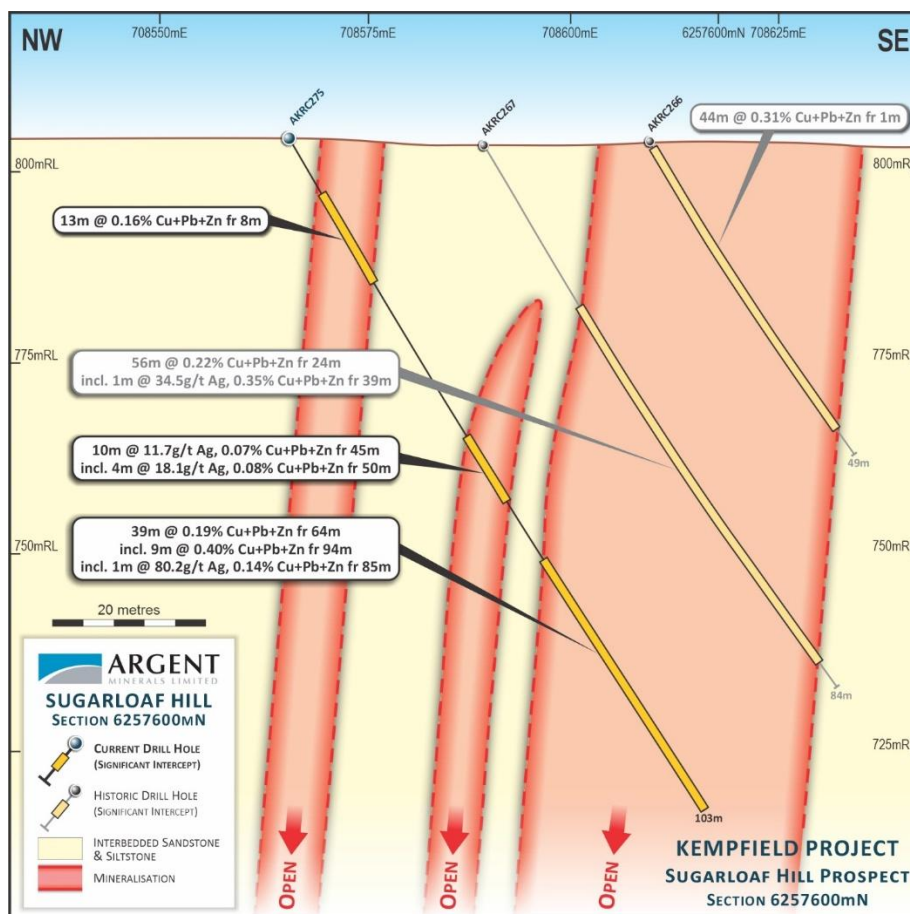 NW
708550mE
708575mE
708600mE
6257600mN
708625mE
SE
AKRC275
AKRC267
AKRC266
44m @ 0.31% Cu+Pb+Zn fr 1m
800mRL
800mRL
13m @ 0.16% Cu+Pb+Zn fr 8m
775mRL
775mRL
56m @ 0.22% Cu+Pb+Zn fr 24m
incl. 1m @ 34.5g/t Ag, 0.35% Cu+Pb+Zn fr 39m
10m @ 11.7g/t Ag, 0.07% Cu+Pb+Zn fr 45m
incl. 4m @ 18.1g/t Ag, 0.08% Cu+Pb+Zn fr 50m
49m
39m @ 0.19% Cu+Pb+Zn fr 64m
incl. 9m @ 0.40% Cu+Pb+Zn fr 94m
incl. 1m @ 80.2g/t Ag, 0.14% Cu+Pb+Zn fr 85m
750mRL
750mRL
20 metres
84m
725mRL
103m
ARGENT
MINERALS LIMITED
SUGARLOAF HILL
SECTION 6257600MN
CURRENT DRILL HOLE
(SIGNIFICANT INTERCEPT)
HISTORIC DRILL HOLE
(SIGNIFICANT INTERCEPT)
INTERBEDDED SANDSTONE
& SILTSTONE
MINERALISATION
OPEN
OPEN
OPEN
KEMPFIELD PROJECT
SUGARLOAF HILL PROSPECT
SECTION 6257600mN